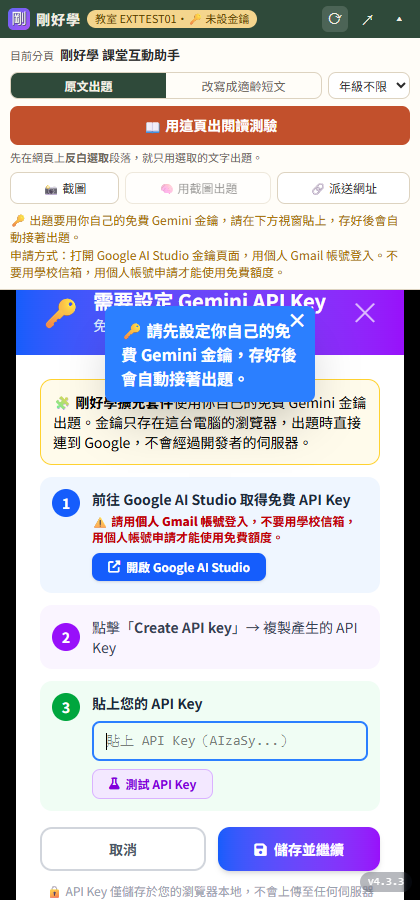 剛 剛好學 教室 EXTTEST01・🔑 未設金鑰
目前分頁 剛好學 課堂互動助手
原文出題 改寫成適齡短文 年級不限
📖 用這頁出閱讀測驗
先在網頁上反白選取段落，就只用選取的文字出題。
📷 截圖 🧠 用截圖出題 🔗 派送網址
🔑 出題要用你自己的免費 Gemini 金鑰，請在下方視窗貼上，存好後會自動接著出題。
申請方式：打開 Google AI Studio 金鑰頁面，用個人 Gmail 帳號登入。不要用學校信箱，用個人帳號申請才能使用免費額度。
需要設定 Gemini API Key
免
🔑 請先設定你自己的免費 Gemini 金鑰，存好後會自動接著出題。
🧩 剛好學擴充套件使用你自己的免費 Gemini 金鑰出題。金鑰只存在這台電腦的瀏覽器，出題時直接連到 Google，不會經過開發者的伺服器。
1 前往 Google AI Studio 取得免費 API Key
⚠️ 請用個人 Gmail 帳號登入，不要用學校信箱，用個人帳號申請才能使用免費額度。
開啟 Google AI Studio
2 點擊「Create API key」→ 複製產生的 API Key
3 貼上您的 API Key
貼上 API Key（AIzaSy...）
測試 API Key
取消 儲存並繼續
🔒 API Key 僅儲存於您的瀏覽器本地，不會上傳至任何伺服器
v4.3.3